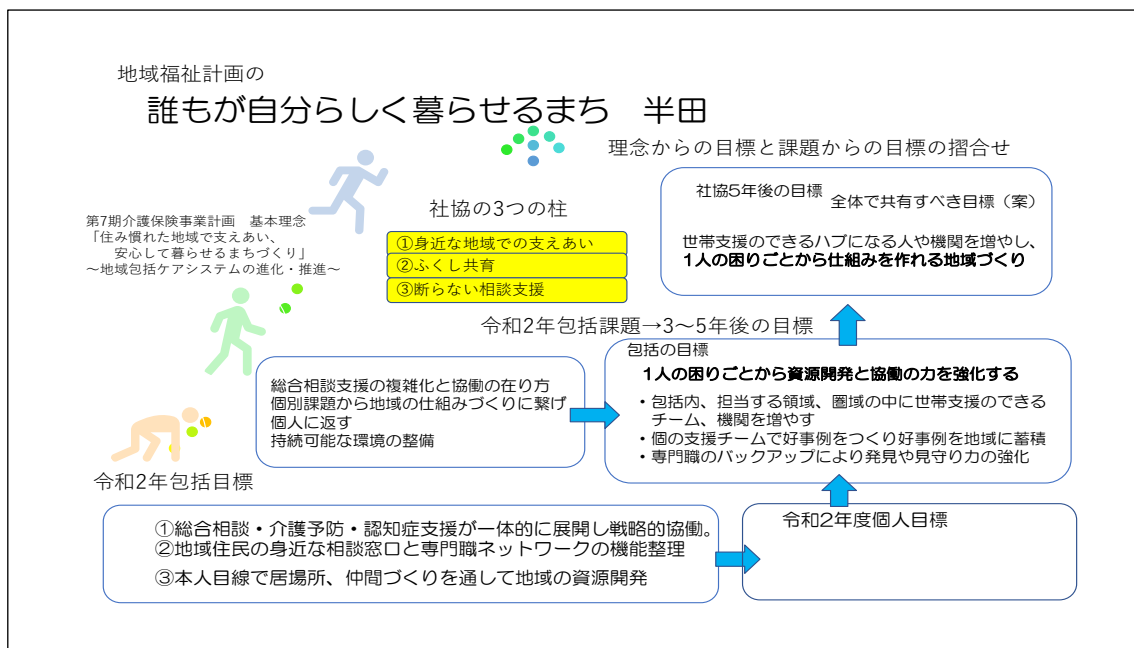 地域福祉計画の
誰もが自分らしく暮らせるまち　半田
理念からの目標と課題からの目標の摺合せ
社協5年後の目標
全体で共有すべき目標（案）
世帯支援のできるハブになる人や機関を増やし、
1人の困りごとから仕組みを作れる地域づくり
社協の3つの柱
①身近な地域での支えあい
②ふくし共育
③断らない相談支援
第7期介護保険事業計画　基本理念
「住み慣れた地域で支えあい、
安心して暮らせるまちづくり」
～地域包括ケアシステムの進化・推進～
令和2年包括課題→3～5年後の目標
総合相談支援の複雑化と協働の在り方
個別課題から地域の仕組みづくりに繋げ
個人に返す
持続可能な環境の整備
包括の目標
1人の困りごとから資源開発と協働の力を強化する
・包括内、担当する領域、圏域の中に世帯支援のできる
チーム、機関を増やす
・個の支援チームで好事例をつくり好事例を地域に蓄積
・専門職のバックアップにより発見や見守り力の強化
令和2年包括目標
①総合相談・介護予防・認知症支援が一体的に展開し戦略的協働。
②地域住民の身近な相談窓口と専門職ネットワークの機能整理
③本人目線で居場所、仲間づくりを通して地域の資源開発
令和2年度個人目標